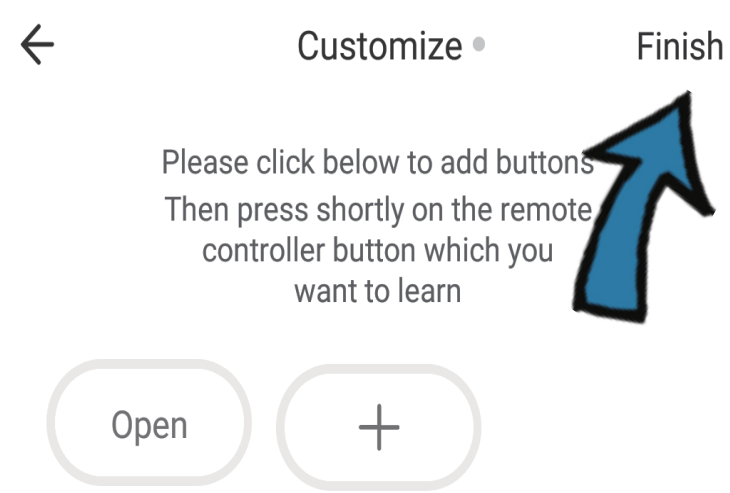 Customize
Finish
Please click below to add buttons
Then press shortly on the remote
controller button which you
want to learn
Open